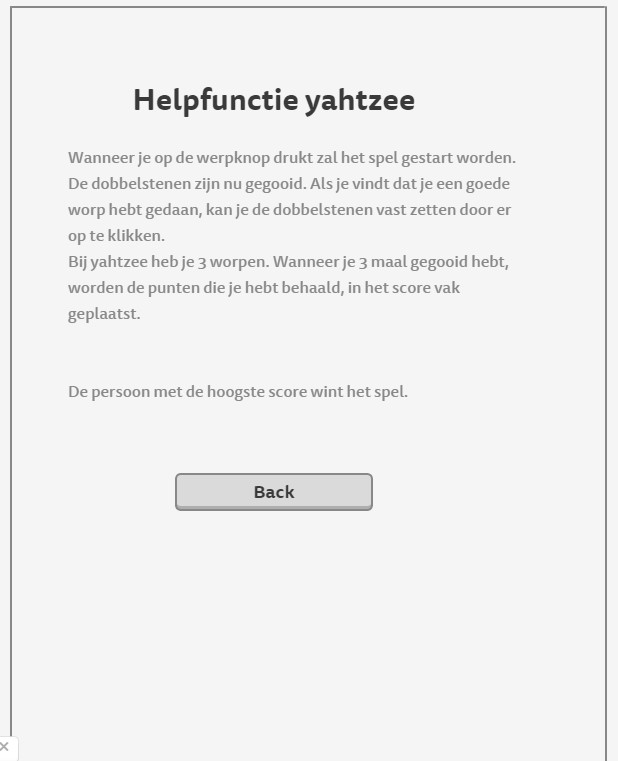 Helpfunctie yahtzee
Wanneer je op de werpknop drukt zal het spel gestart worden.
De dobbelstenen zijn nu gegooid. Als je vindt dat je een goede
worp hebt gedaan, kan je de dobbelstenen vast zetten door er
op te klikken.
Bij yahtzee heb je 3 worpen. Wanneer je 3 maal gegooid hebt,
worden de punten die je hebt behaald, in het score vak
geplaatst.
De persoon met de hoogste score wint het spel.
Back